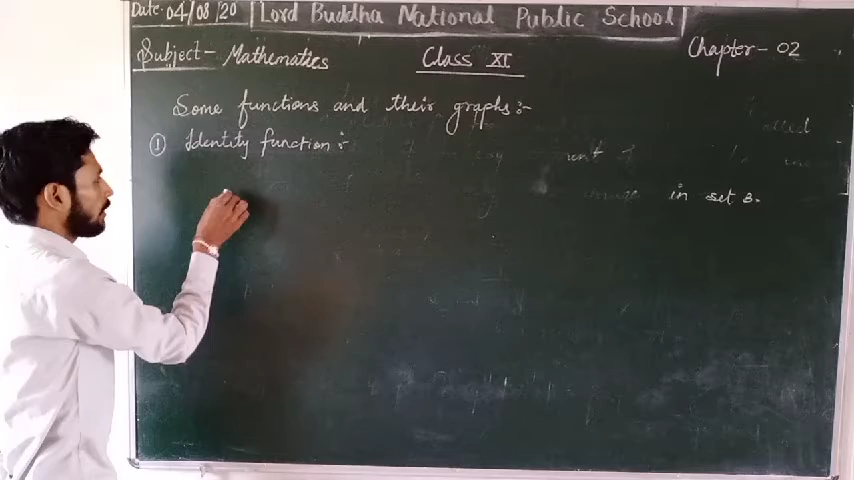 Date: 04/08/20 Lord Buddha National Public School
Subject - Mathematics Class XI Chapter - 02
Some functions and their graphs :-
① Identity function :-
in set B.